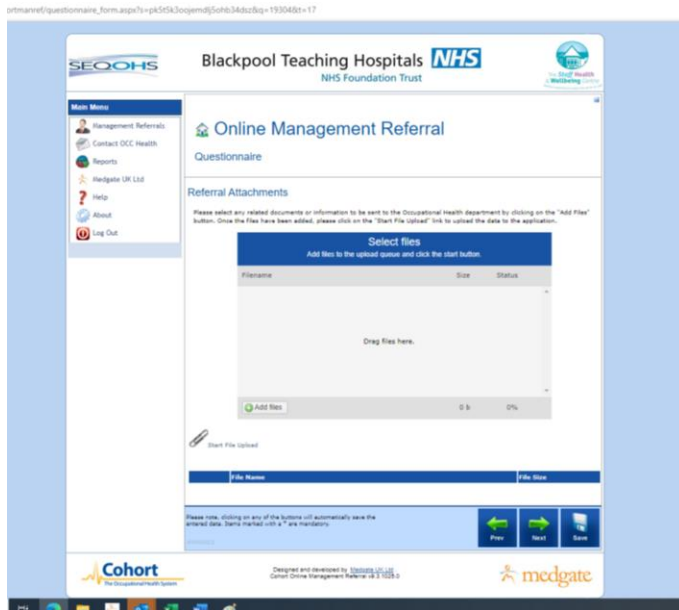 SEQOHS
Blackpool Teaching Hospitals NHS
NHS Foundation Trust
The Staff Health
& Wellbeing Centre
Main Menu
Management Referrals
Contact OCC Health
Reports
Medgate UK Ltd
Help
About
Log Out
Online Management Referral
Questionnaire
Referral Attachments
Please select any related documents or information to be sent to the Occupational Health department by clicking on the "Add Files"
button. Once the Files have been added, please click on the "Start File Upload" link to upload the data to the application.
Select files
Add files to the upload queue and click the start button.
Filename Size Status
Drag files here.
Add files 0 b 0%
Start File Upload
File Name File Size
Please note, clicking on any of the buttons will automatically save the
entered data. Items marked with a * are mandatory.
Prev Next Save
Cohort
The Occupational Health System
Designed and developed by Medgate UK Ltd
Cohort Online Management Referral v8.3.1025.0
medgate